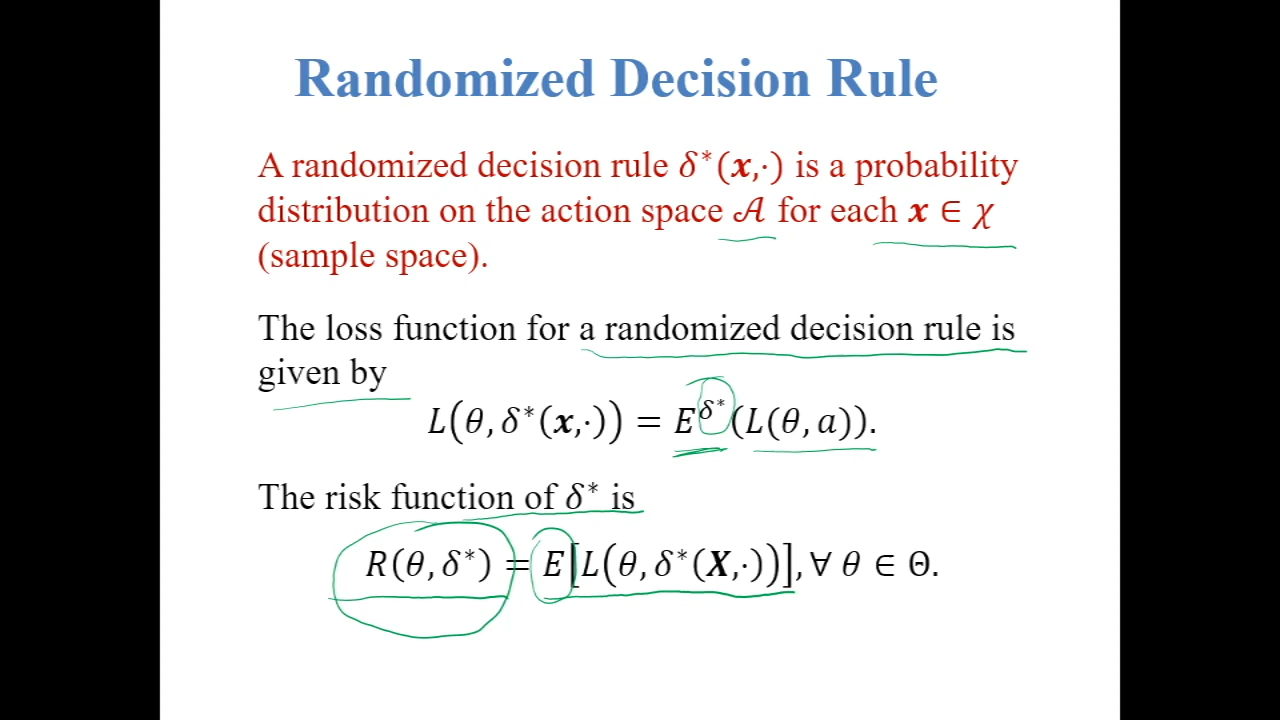 Randomized Decision Rule
A randomized decision rule 𝛿*(𝒙,·) is a probability
distribution on the action space 𝒜 for each 𝒙 ∈ 𝜒
(sample space).
The loss function for a randomized decision rule is
given by
𝐿(𝜃, 𝛿*(𝒙,·)) = 𝐸^{𝛿*}(𝐿(𝜃, 𝑎)).
The risk function of 𝛿* is
𝑅(𝜃, 𝛿*) = 𝐸[𝐿(𝜃, 𝛿*(𝑿,·))], ∀ 𝜃 ∈ Θ.